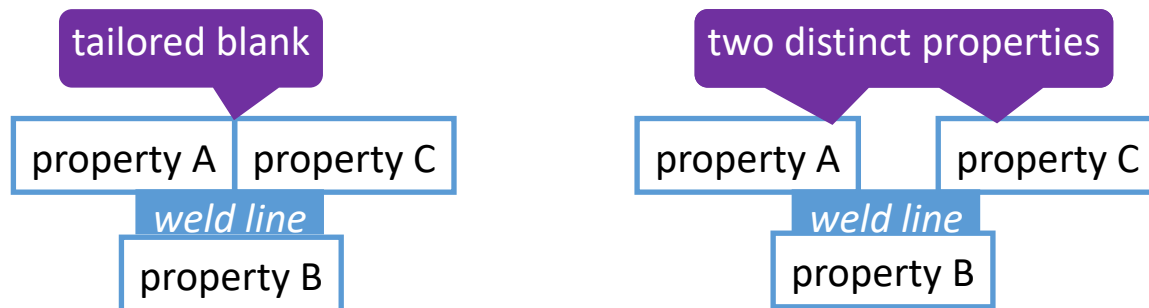 tailored blank
property A
property C
weld line
property B
two distinct properties
property A
property C
weld line
property B